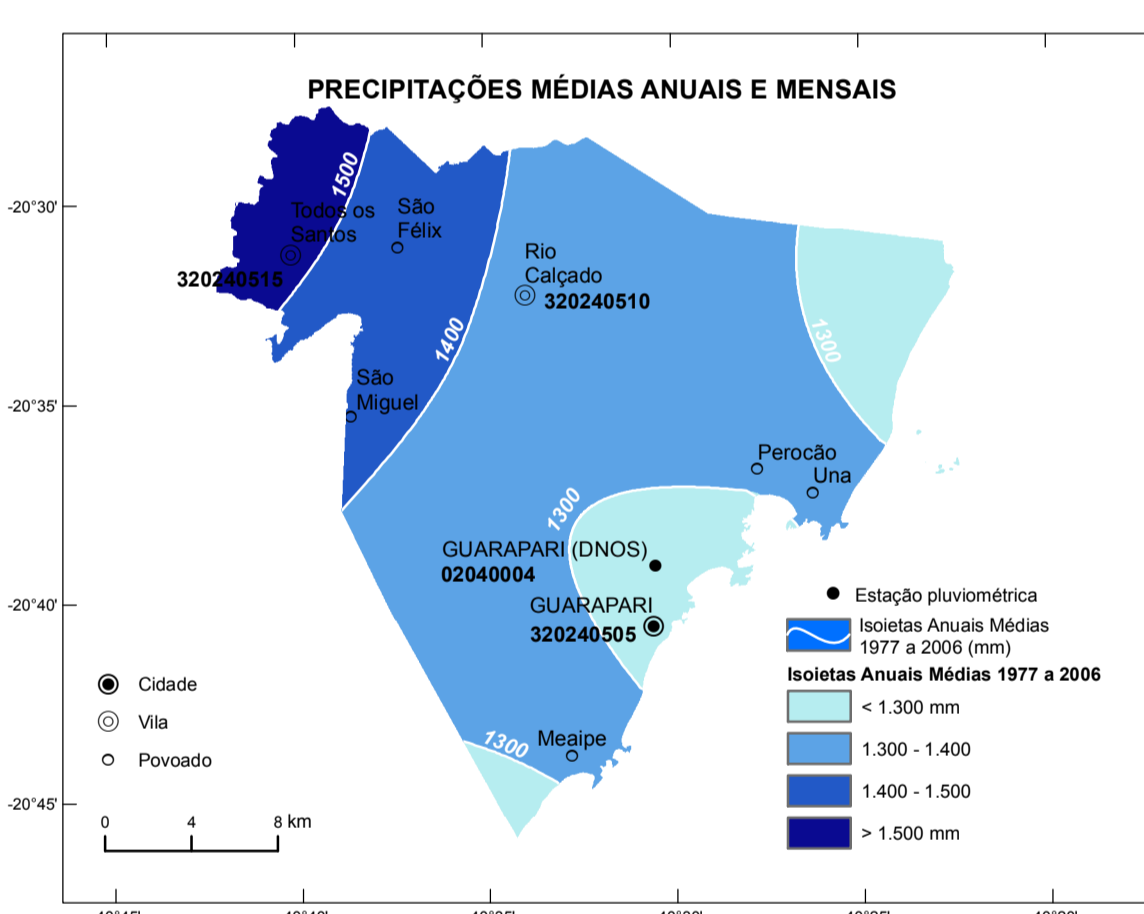 PRECIPITAÇÕES MÉDIAS ANUAIS E MENSAIS
-20°30'
-20°35'
-20°40'
-20°45'
1500
Todos os
Santos
320240515
São
Félix
1400
São
Miguel
Rio
Calçado
320240510
1300
Perocão
Una
1300
GUARAPARI (DNOS)
02040004
GUARAPARI
320240505
1300
Meaipe
Cidade
Vila
Povoado
0 4 8 km
Estação pluviométrica
Isoietas Anuais Médias
1977 a 2006 (mm)
Isoietas Anuais Médias 1977 a 2006
< 1.300 mm
1.300 - 1.400
1.400 - 1.500
> 1.500 mm